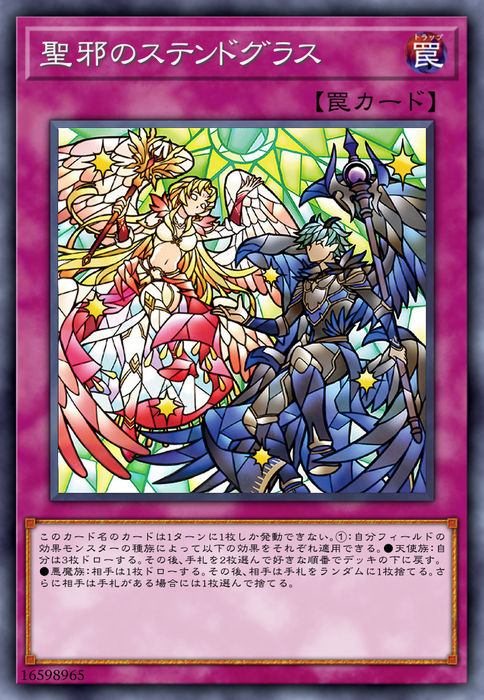 聖邪のステンドグラス
トラップ
罠
【罠カード】
このカード名のカードは1ターンに1枚しか発動できない。①:自分フィールドの
効果モンスターの種族によって以下の効果をそれぞれ適用できる。●天使族:自
分は3枚ドローする。その後、手札を2枚選んで好きな順番でデッキの下に戻す。
●悪魔族:相手は1枚ドローする。その後、相手は手札をランダムに1枚捨てる。さ
らに相手は手札がある場合には1枚選んで捨てる。
16598965